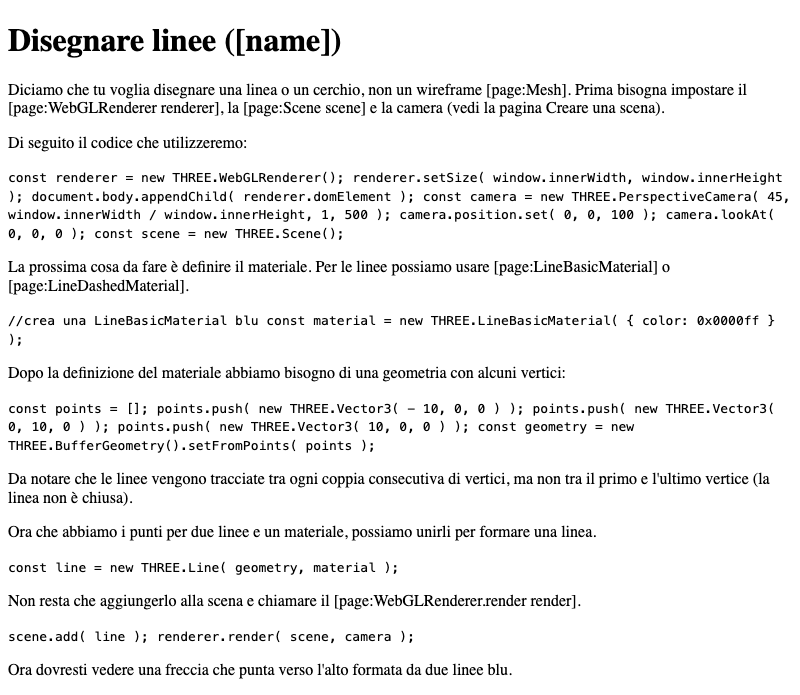 Disegnare linee ([name])
Diciamo che tu voglia disegnare una linea o un cerchio, non un wireframe [page:Mesh]. Prima bisogna impostare il
[page:WebGLRenderer renderer], la [page:Scene scene] e la camera (vedi la pagina Creare una scena).
Di seguito il codice che utilizzeremo:
const renderer = new THREE.WebGLRenderer(); renderer.setSize( window.innerWidth, window.innerHeight
); document.body.appendChild( renderer.domElement ); const camera = new THREE.PerspectiveCamera( 45,
window.innerWidth / window.innerHeight, 1, 500 ); camera.position.set( 0, 0, 100 ); camera.lookAt(
0, 0, 0 ); const scene = new THREE.Scene();
La prossima cosa da fare è definire il materiale. Per le linee possiamo usare [page:LineBasicMaterial] o
[page:LineDashedMaterial].
//crea una LineBasicMaterial blu const material = new THREE.LineBasicMaterial( { color: 0x0000ff }
);
Dopo la definizione del materiale abbiamo bisogno di una geometria con alcuni vertici:
const points = []; points.push( new THREE.Vector3( - 10, 0, 0 ) ); points.push( new THREE.Vector3(
0, 10, 0 ) ); points.push( new THREE.Vector3( 10, 0, 0 ) ); const geometry = new
THREE.BufferGeometry().setFromPoints( points );
Da notare che le linee vengono tracciate tra ogni coppia consecutiva di vertici, ma non tra il primo e l'ultimo vertice (la
linea non è chiusa).
Ora che abbiamo i punti per due linee e un materiale, possiamo unirli per formare una linea.
const line = new THREE.Line( geometry, material );
Non resta che aggiungerlo alla scena e chiamare il [page:WebGLRenderer.render render].
scene.add( line ); renderer.render( scene, camera );
Ora dovresti vedere una freccia che punta verso l'alto formata da due linee blu.